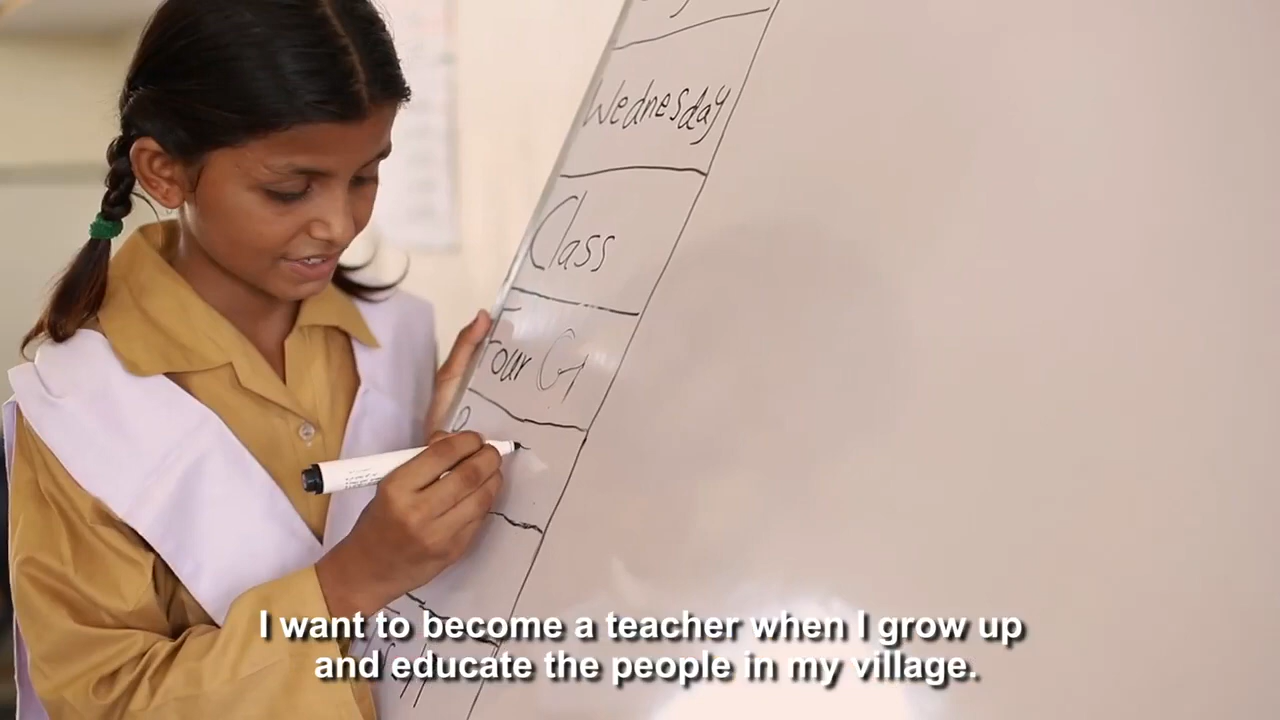 Wednesday
Class
Four G
I want to become a teacher when I grow up
and educate the people in my village.